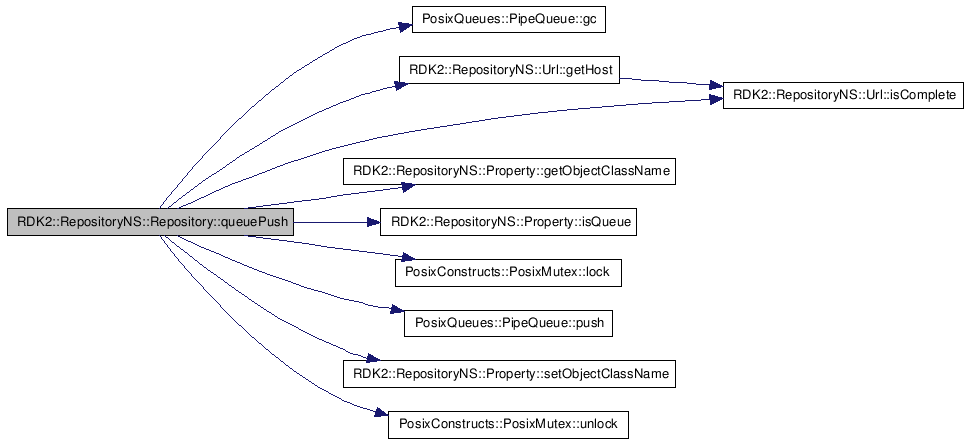 PosixQueues::PipeQueue::gc
RDK2::RepositoryNS::Url::getHost
RDK2::RepositoryNS::Url::isComplete
RDK2::RepositoryNS::Property::getObjectClassName
RDK2::RepositoryNS::Repository::queuePush
RDK2::RepositoryNS::Property::isQueue
PosixConstructs::PosixMutex::lock
PosixQueues::PipeQueue::push
RDK2::RepositoryNS::Property::setObjectClassName
PosixConstructs::PosixMutex::unlock